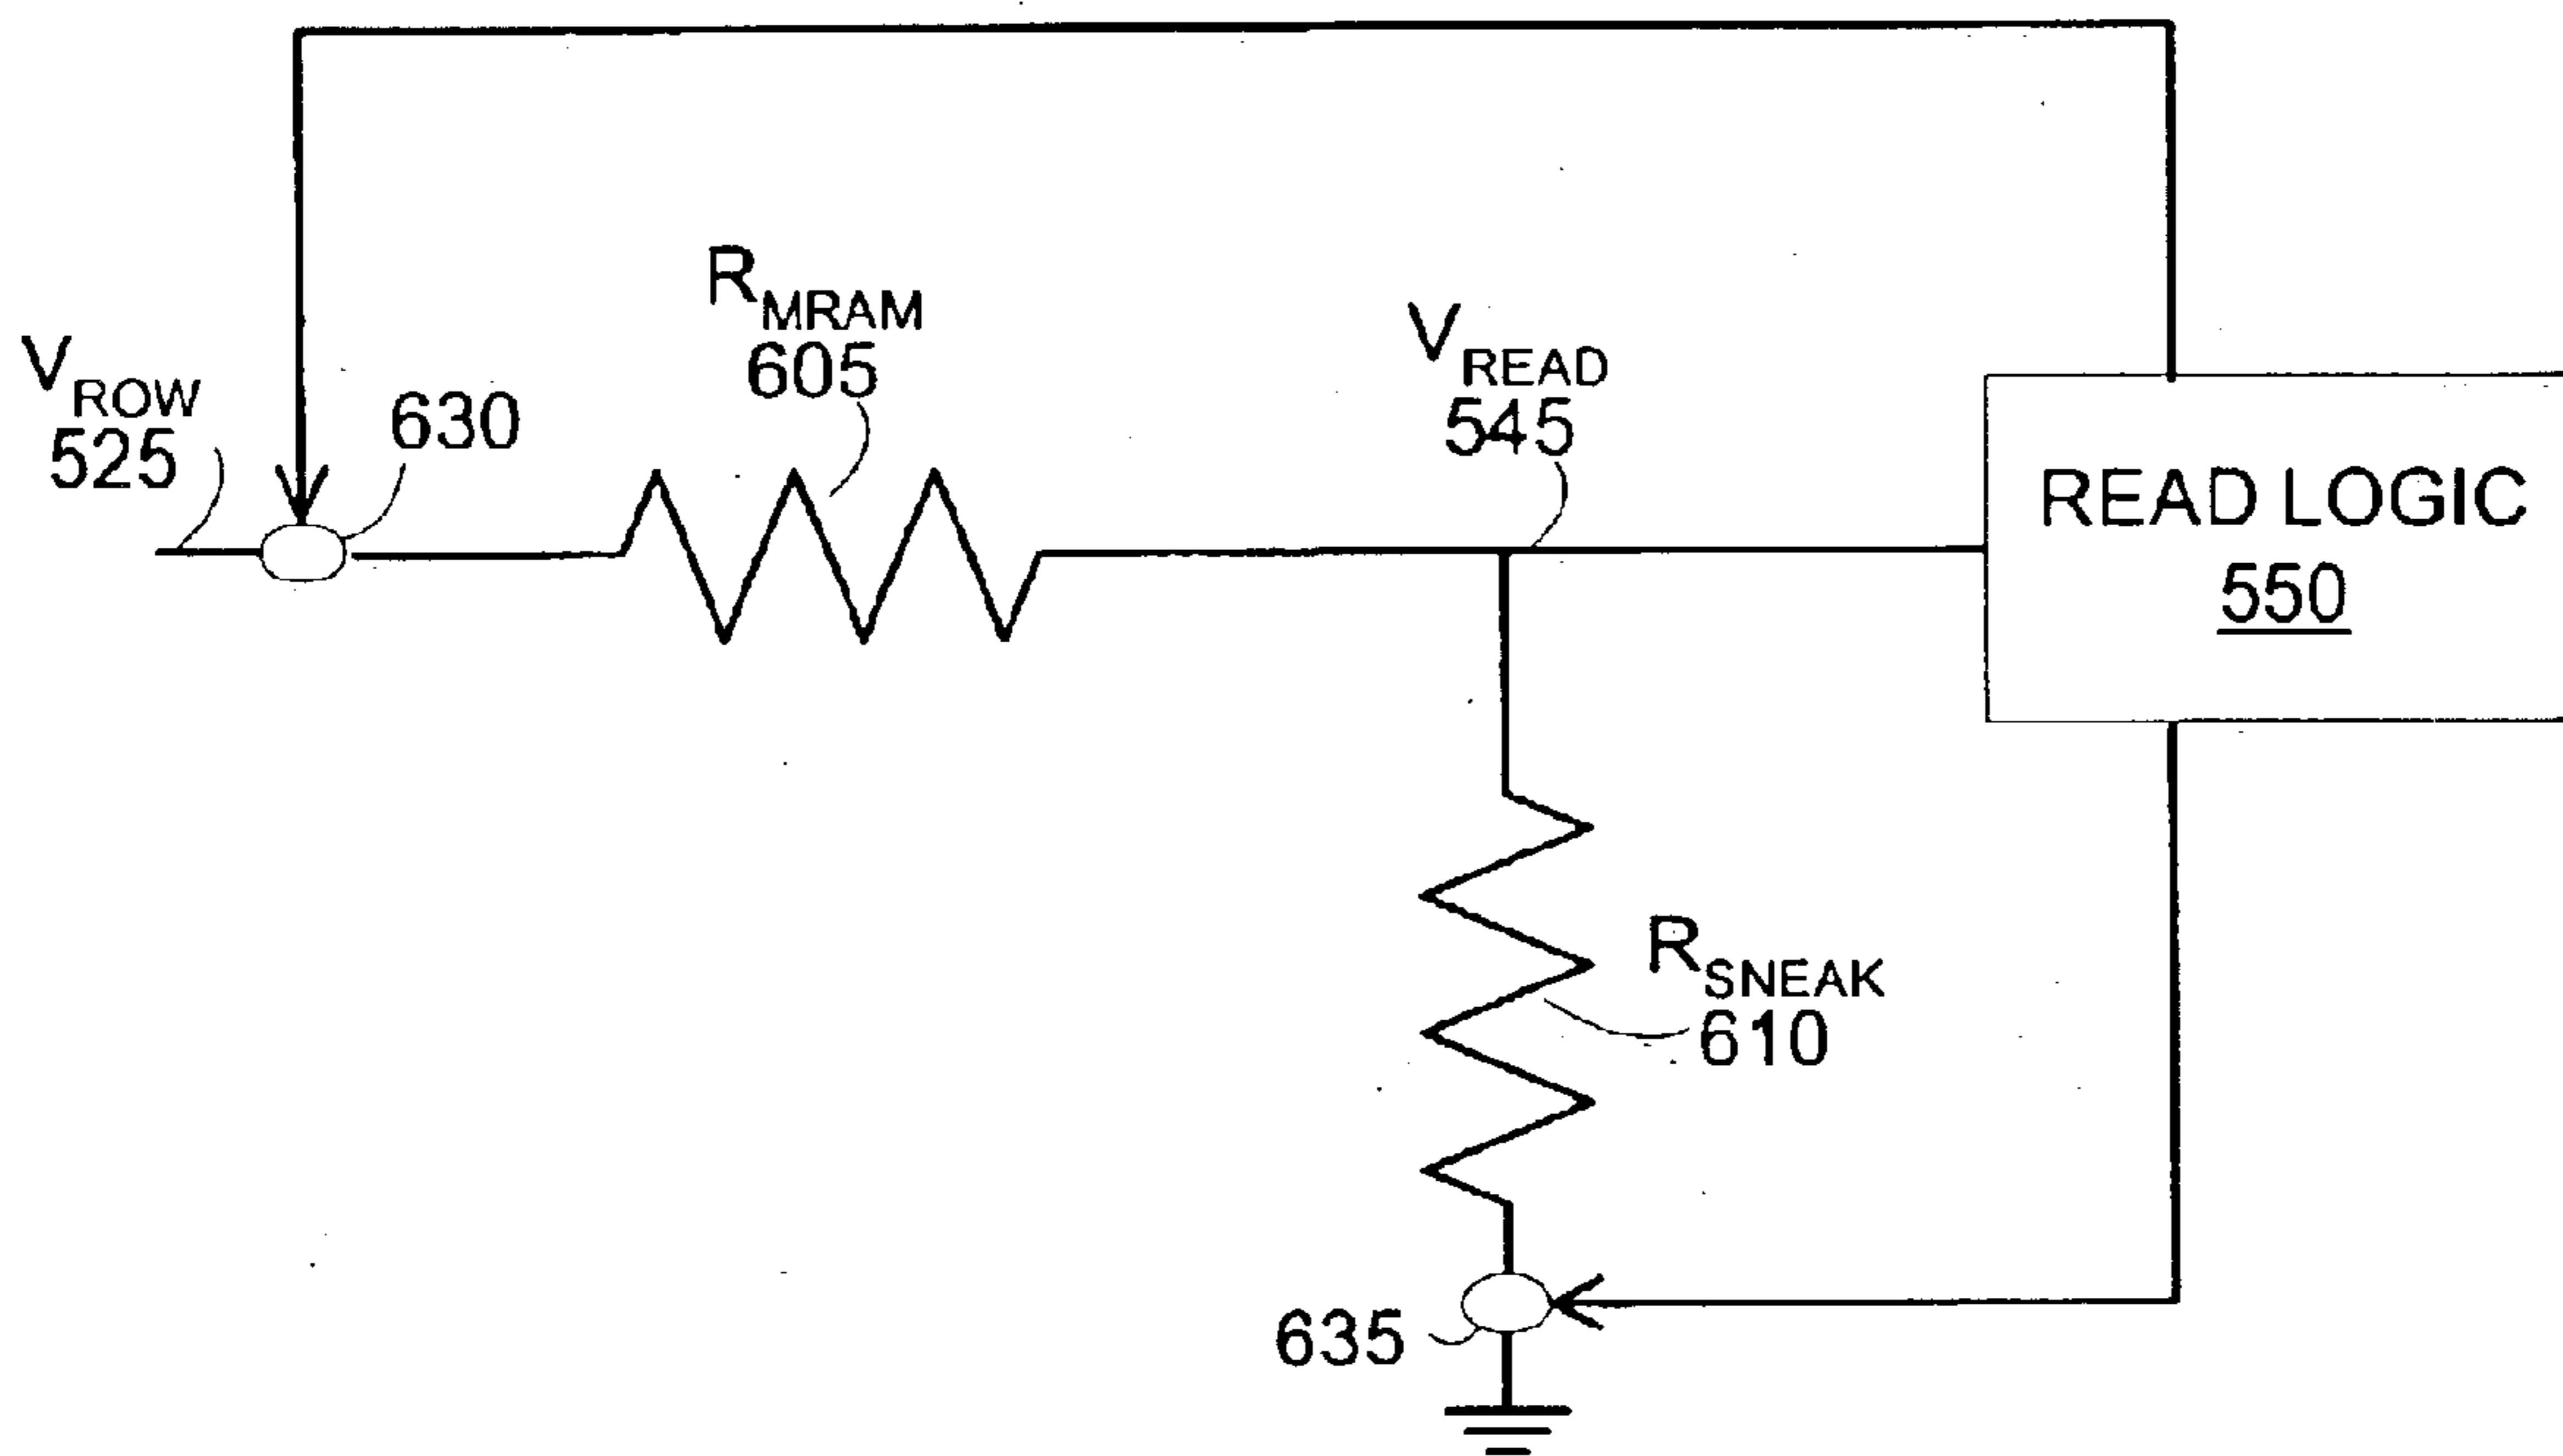 R_MRAM
605
V_READ
545
V_ROW
525
630
READ LOGIC
550
R_SNEAK
610
635